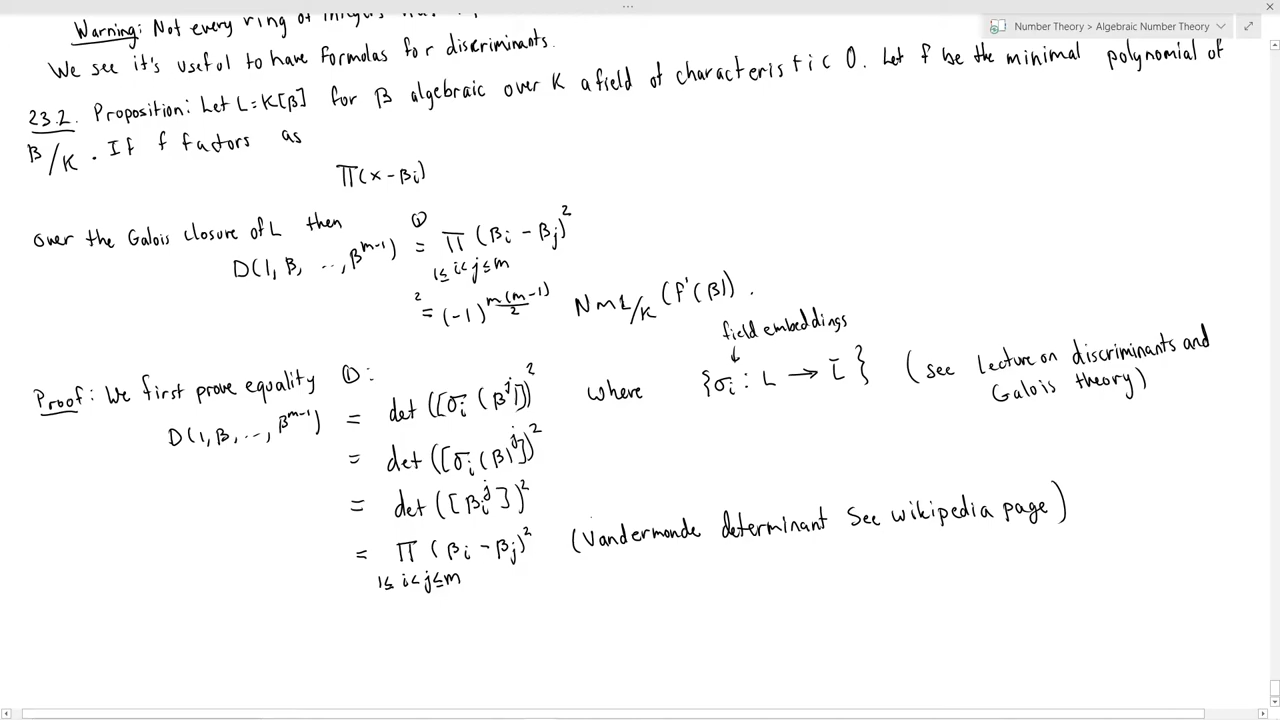 Number Theory > Algebraic Number Theory
Warning: Not every ring of integers
We see it's useful to have formulas for discriminants.
23.2. Proposition: Let L=K[β] for β algebraic over K a field of characteristic 0. Let f be the minimal polynomial of
β/K. If f factors as
∏(x-βi)
over the Galois closure of L then
D(1, β, ..., β^{m-1}) ①= ∏_{1≤i<j≤m} (βi - βj)^2
②= (-1)^{m(m-1)/2} Nm L/K (f'(β)).
field embeddings
Proof: We first prove equality ①:
D(1, β, ..., β^{m-1}) = det([σi(β^j)])^2 where {σi: L → L̄} (see lecture on discriminants and Galois theory)
= det([σi(β)^j])^2
= det([βi^j])^2
= ∏_{1≤i<j≤m} (βi - βj)^2 (Vandermonde determinant See wikipedia page)